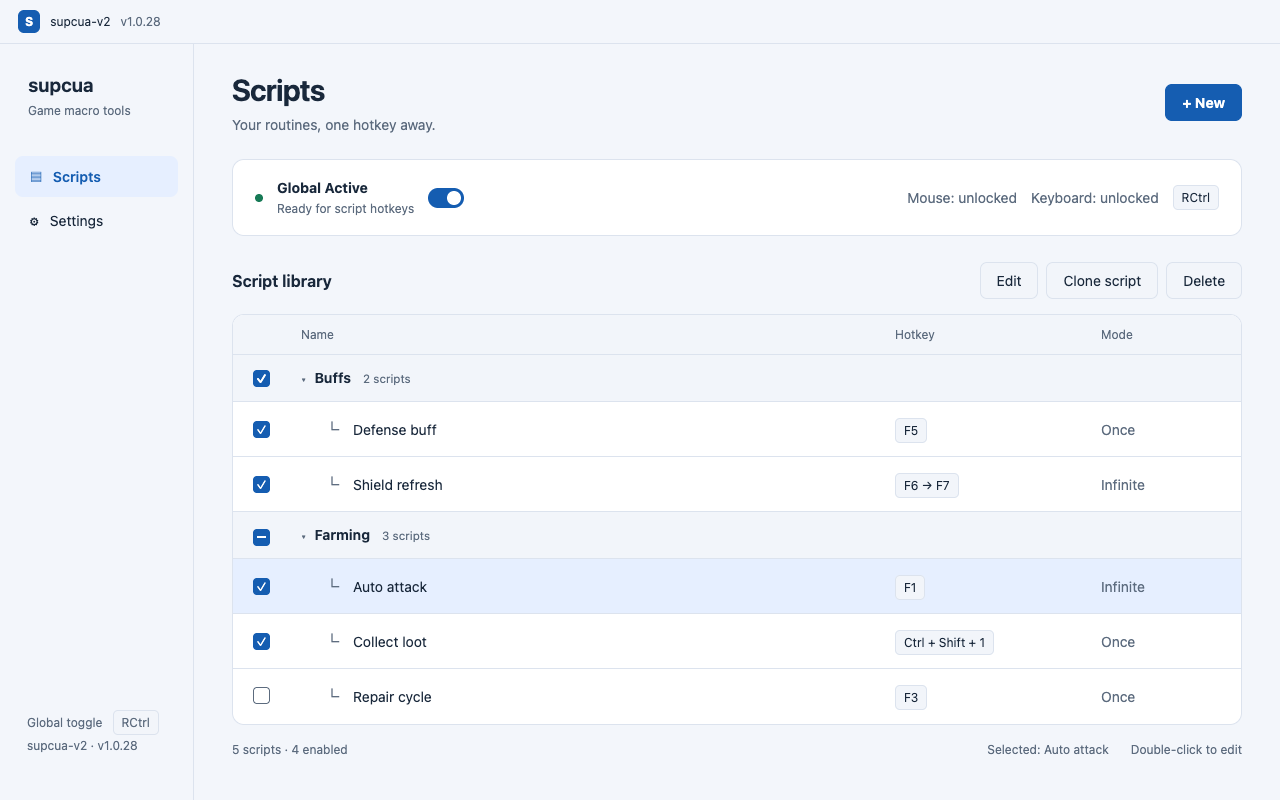 S supcua-v2 v1.0.28
supcua
Game macro tools
Scripts
Settings
Global toggle RCtrl
supcua-v2 · v1.0.28
Scripts
Your routines, one hotkey away.
+ New
Global Active
Ready for script hotkeys
Mouse: unlocked Keyboard: unlocked RCtrl
Script library
Edit Clone script Delete
Name Hotkey Mode
Buffs 2 scripts
Defense buff F5 Once
Shield refresh F6 → F7 Infinite
Farming 3 scripts
Auto attack F1 Infinite
Collect loot Ctrl + Shift + 1 Once
Repair cycle F3 Once
5 scripts · 4 enabled
Selected: Auto attack Double-click to edit